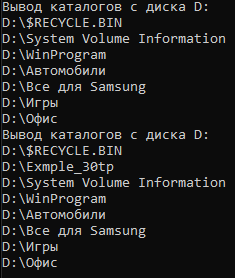 Вывод каталогов с диска D:
D:\$RECYCLE.BIN
D:\System Volume Information
D:\WinProgram
D:\Автомобили
D:\Все для Samsung
D:\Игры
D:\Офис
Вывод каталогов с диска D:
D:\$RECYCLE.BIN
D:\Exmple_30tp
D:\System Volume Information
D:\WinProgram
D:\Автомобили
D:\Все для Samsung
D:\Игры
D:\Офис